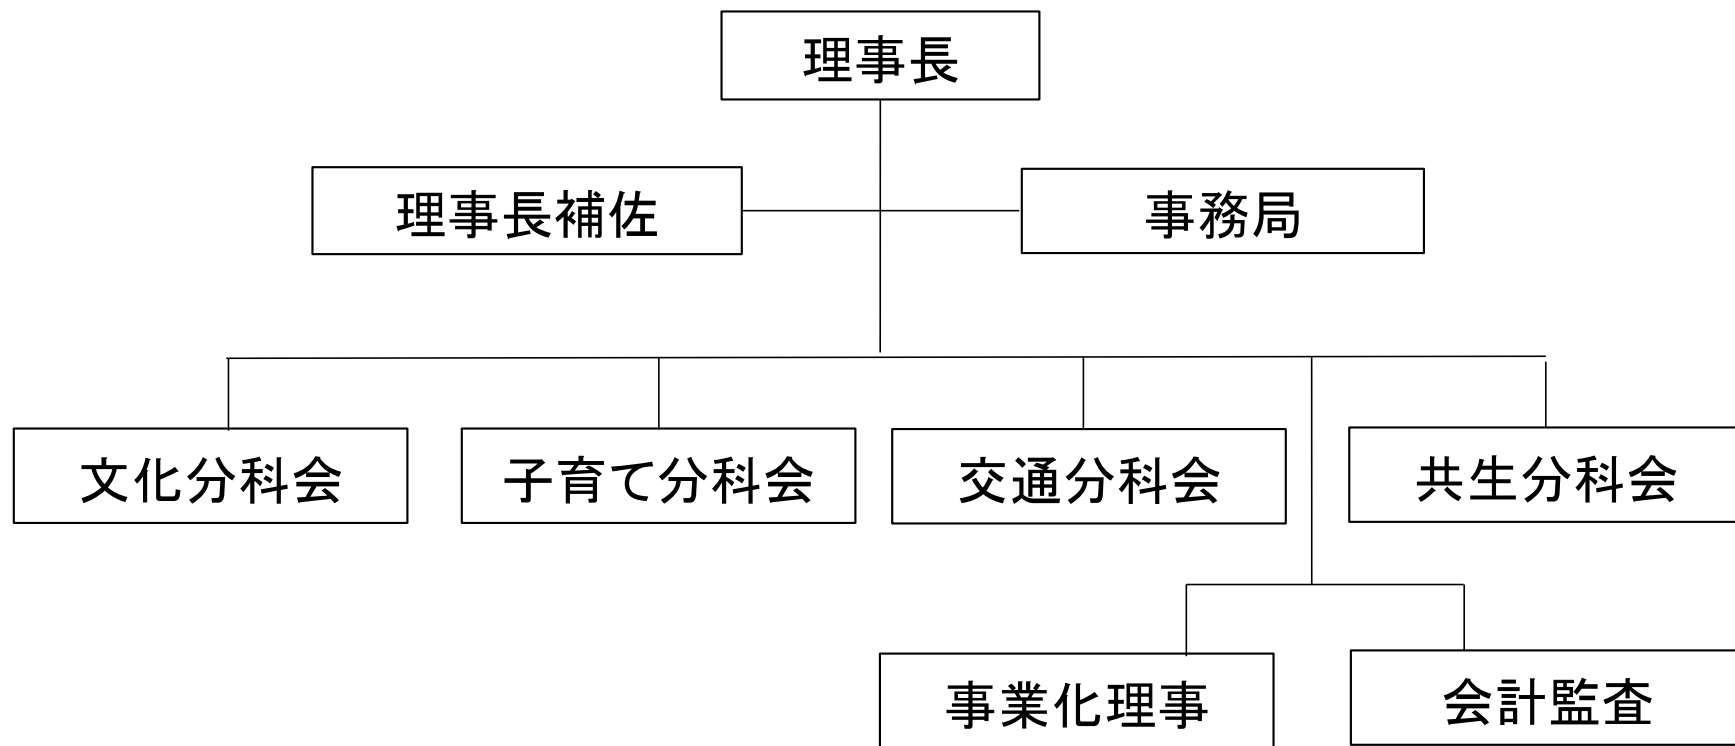 理事長
理事長補佐
事務局
文化分科会
子育て分科会
交通分科会
共生分科会
事業化理事
会計監査